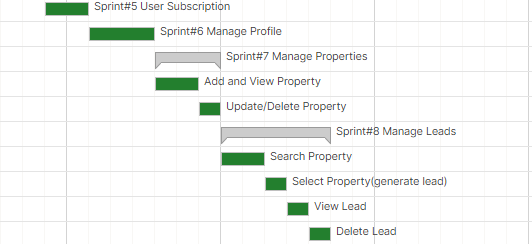 Sprint#5 User Subscription
Sprint#6 Manage Profile
Sprint#7 Manage Properties
Add and View Property
Update/Delete Property
Sprint#8 Manage Leads
Search Property
Select Property(generate lead)
View Lead
Delete Lead